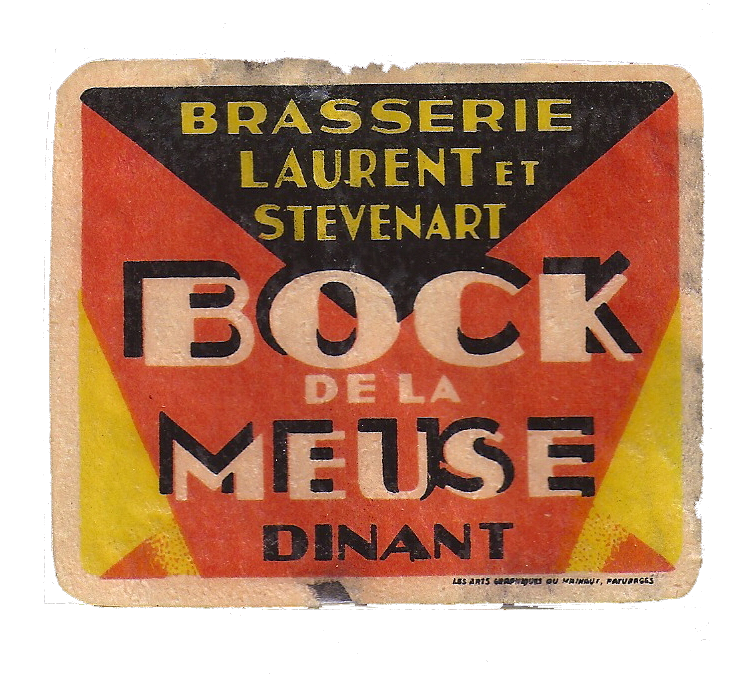 BRASSERIE
LAURENT ET
STEVENART
BOCK
DE LA
MEUSE
DINANT
LES ARTS GRAPHIQUES DU HAINAUT, PATURAGES